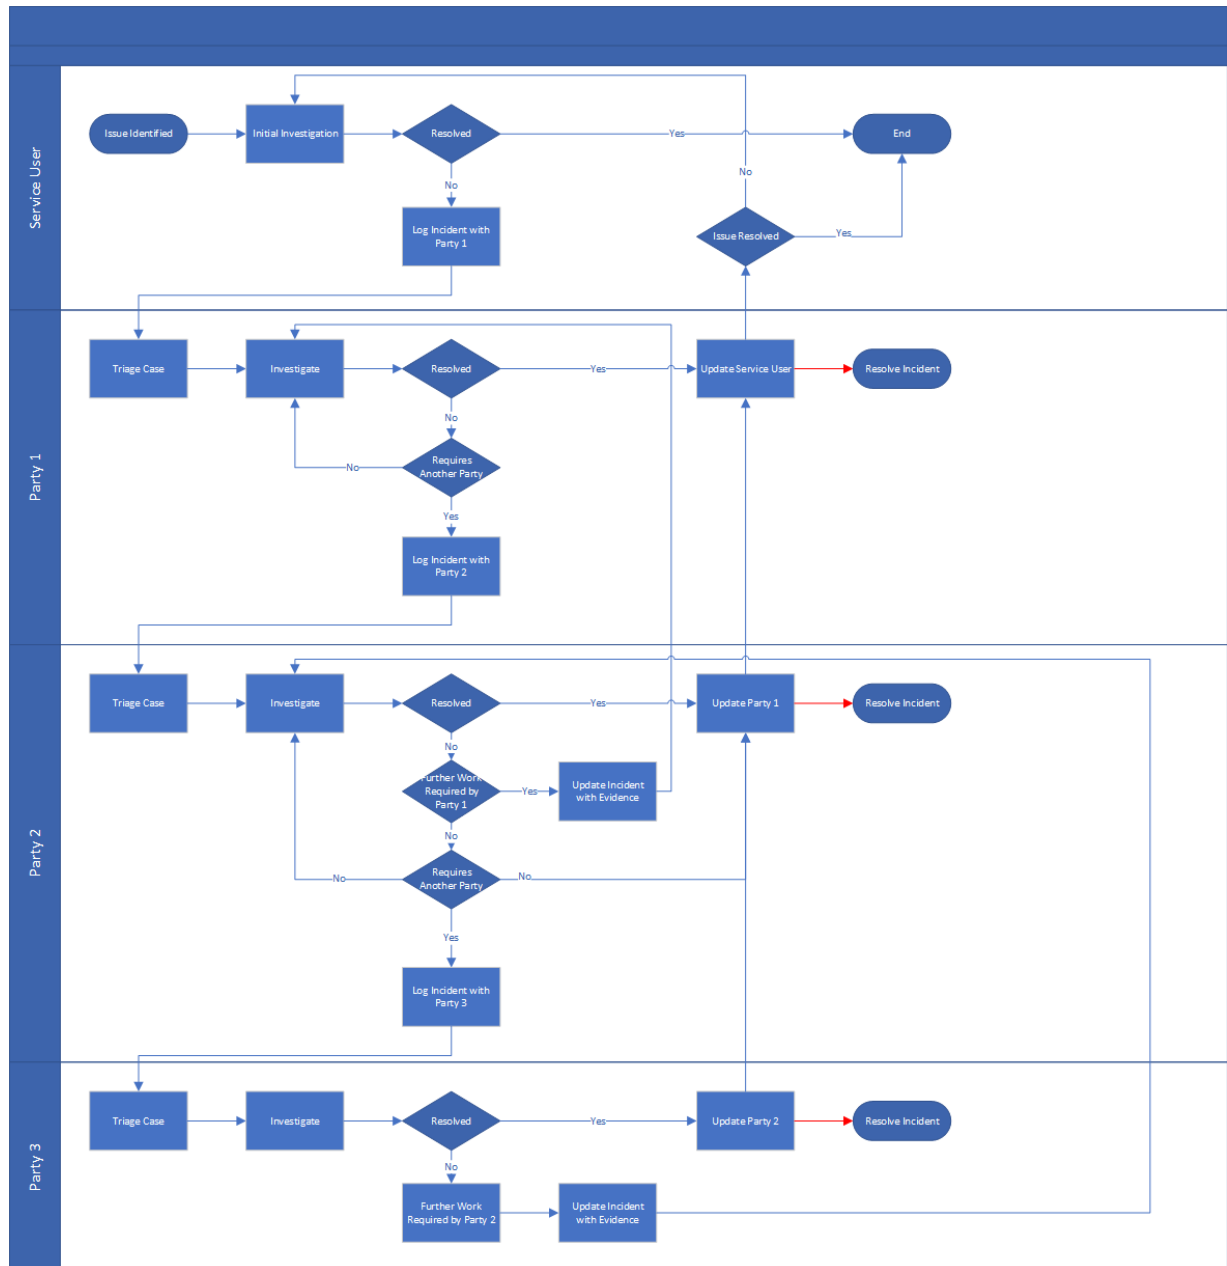 Service User
Issue Identified
Initial Investigation
Resolved
Yes
End
No
No
Log Incident with
Party 1
Issue Resolved
Yes
Party 1
Triage Case
Investigate
Resolved
Yes
Update Service User
Resolve Incident
No
Requires
Another Party
No
Yes
Log Incident with
Party 2
Party 2
Triage Case
Investigate
Resolved
Yes
Update Party 1
Resolve Incident
No
Further Work
Required by
Party 1
Yes
Update Incident
with Evidence
No
Requires
Another Party
No
No
Yes
Log Incident with
Party 3
Party 3
Triage Case
Investigate
Resolved
Yes
Update Party 2
Resolve Incident
No
Further Work
Required by Party 2
Update Incident
with Evidence